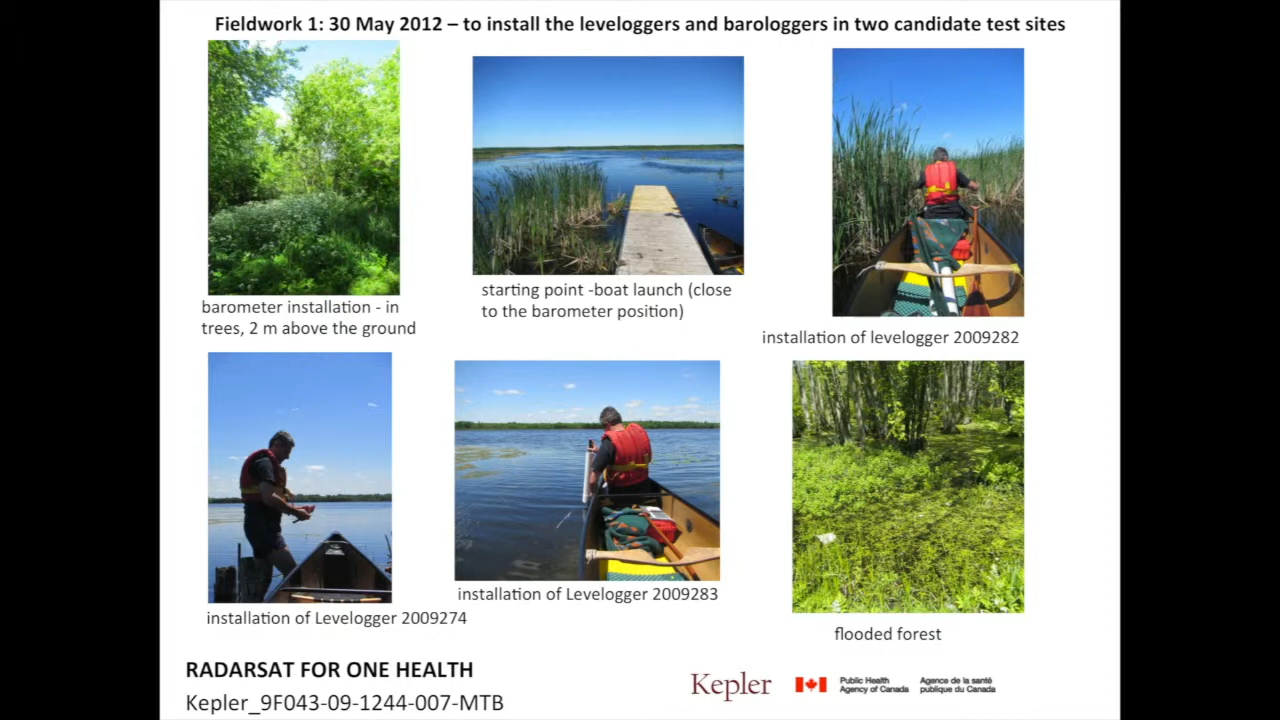 Fieldwork 1: 30 May 2012 – to install the leveloggers and barologgers in two candidate test sites
barometer installation - in
trees, 2 m above the ground
starting point -boat launch (close
to the barometer position)
installation of levelogger 2009282
installation of Levelogger 2009274
installation of Levelogger 2009283
flooded forest
RADARSAT FOR ONE HEALTH
Kepler_9F043-09-1244-007-MTB
Kepler
Public Health
Agency of Canada
Agence de la santé
publique du Canada